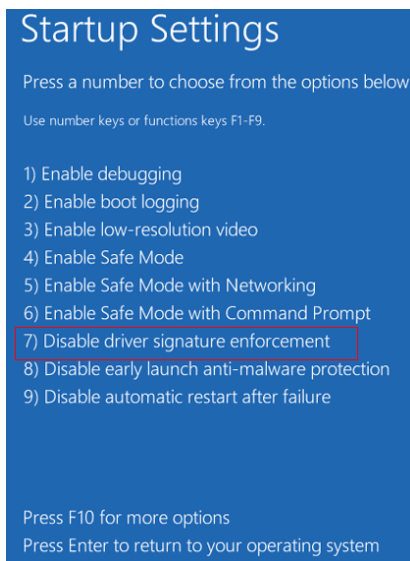 Startup Settings
Press a number to choose from the options below
Use number keys or functions keys F1-F9.
1) Enable debugging
2) Enable boot logging
3) Enable low-resolution video
4) Enable Safe Mode
5) Enable Safe Mode with Networking
6) Enable Safe Mode with Command Prompt
7) Disable driver signature enforcement
8) Disable early launch anti-malware protection
9) Disable automatic restart after failure
Press F10 for more options
Press Enter to return to your operating system